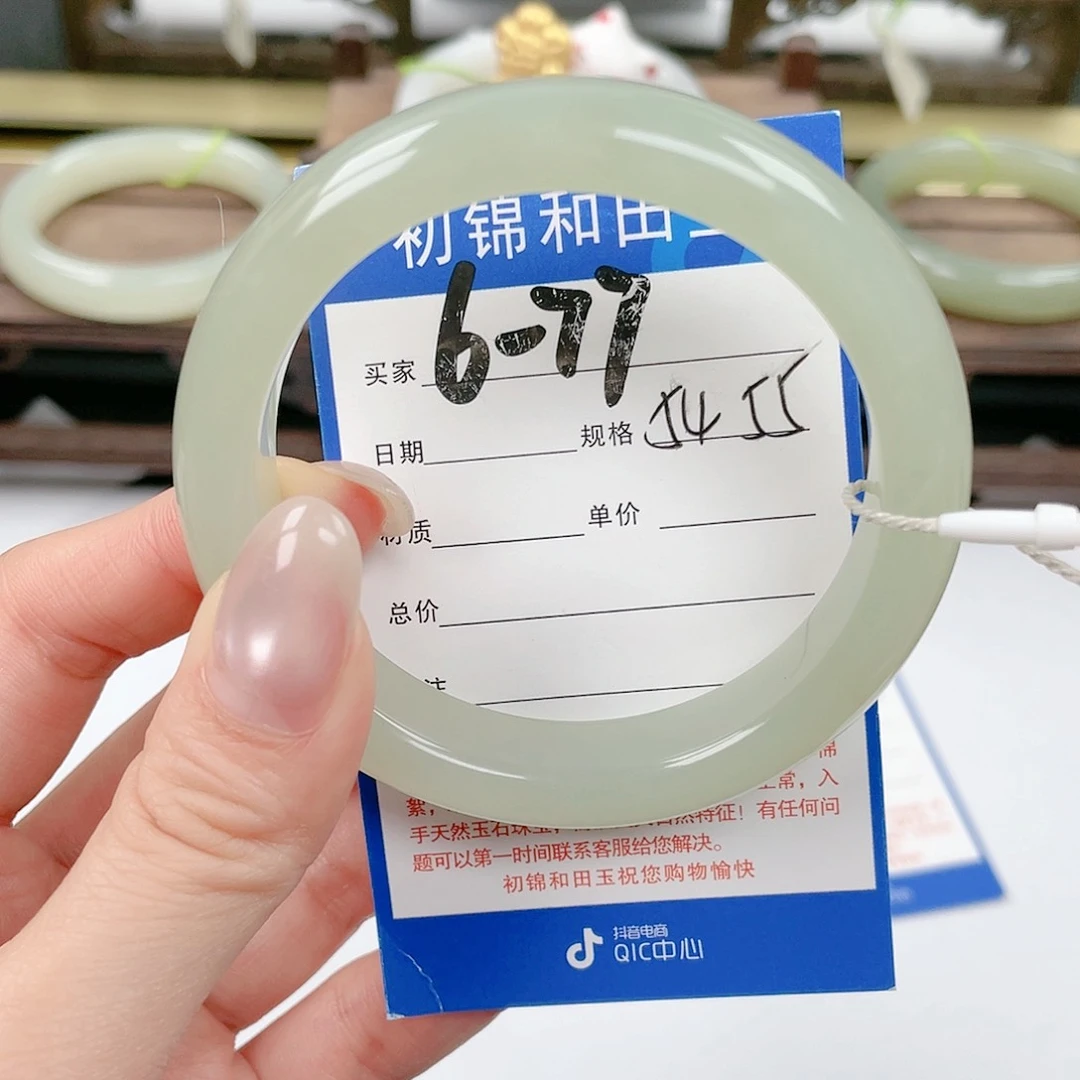 初锦和田
买家 6-77
日期 规格 54 55
材质 单价
总价
注
常，入
絮，
手天然玉石珠宝， 然特征！有任何问
题可以第一时间联系客服给您解决。
初锦和田玉祝您购物愉快
抖音电商
QIC中心